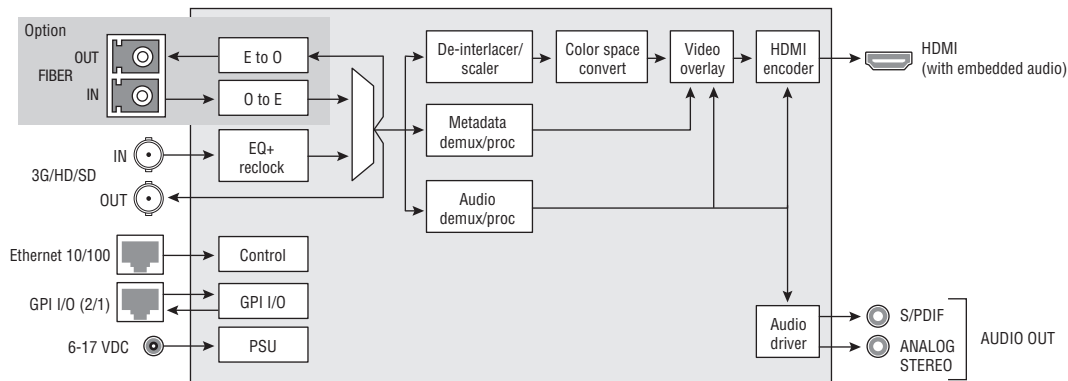 Option
OUT
FIBER
IN
E to O
O to E
IN
3G/HD/SD
OUT
EQ+
reclock
De-interlacer/
scaler
Color space
convert
Video
overlay
HDMI
encoder
HDMI
(with embedded audio)
Metadata
demux/proc
Audio
demux/proc
Ethernet 10/100
Control
GPI I/O (2/1)
GPI I/O
6-17 VDC
PSU
Audio
driver
S/PDIF
ANALOG
STEREO
AUDIO OUT